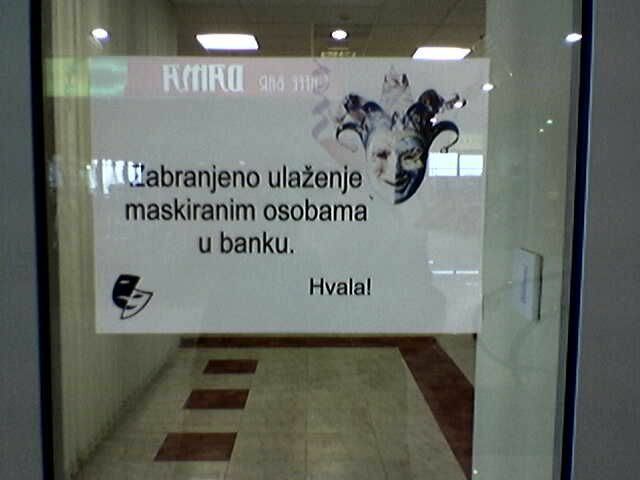 Zabranjeno ulaženje
maskiranim osobama
u banku.
Hvala!